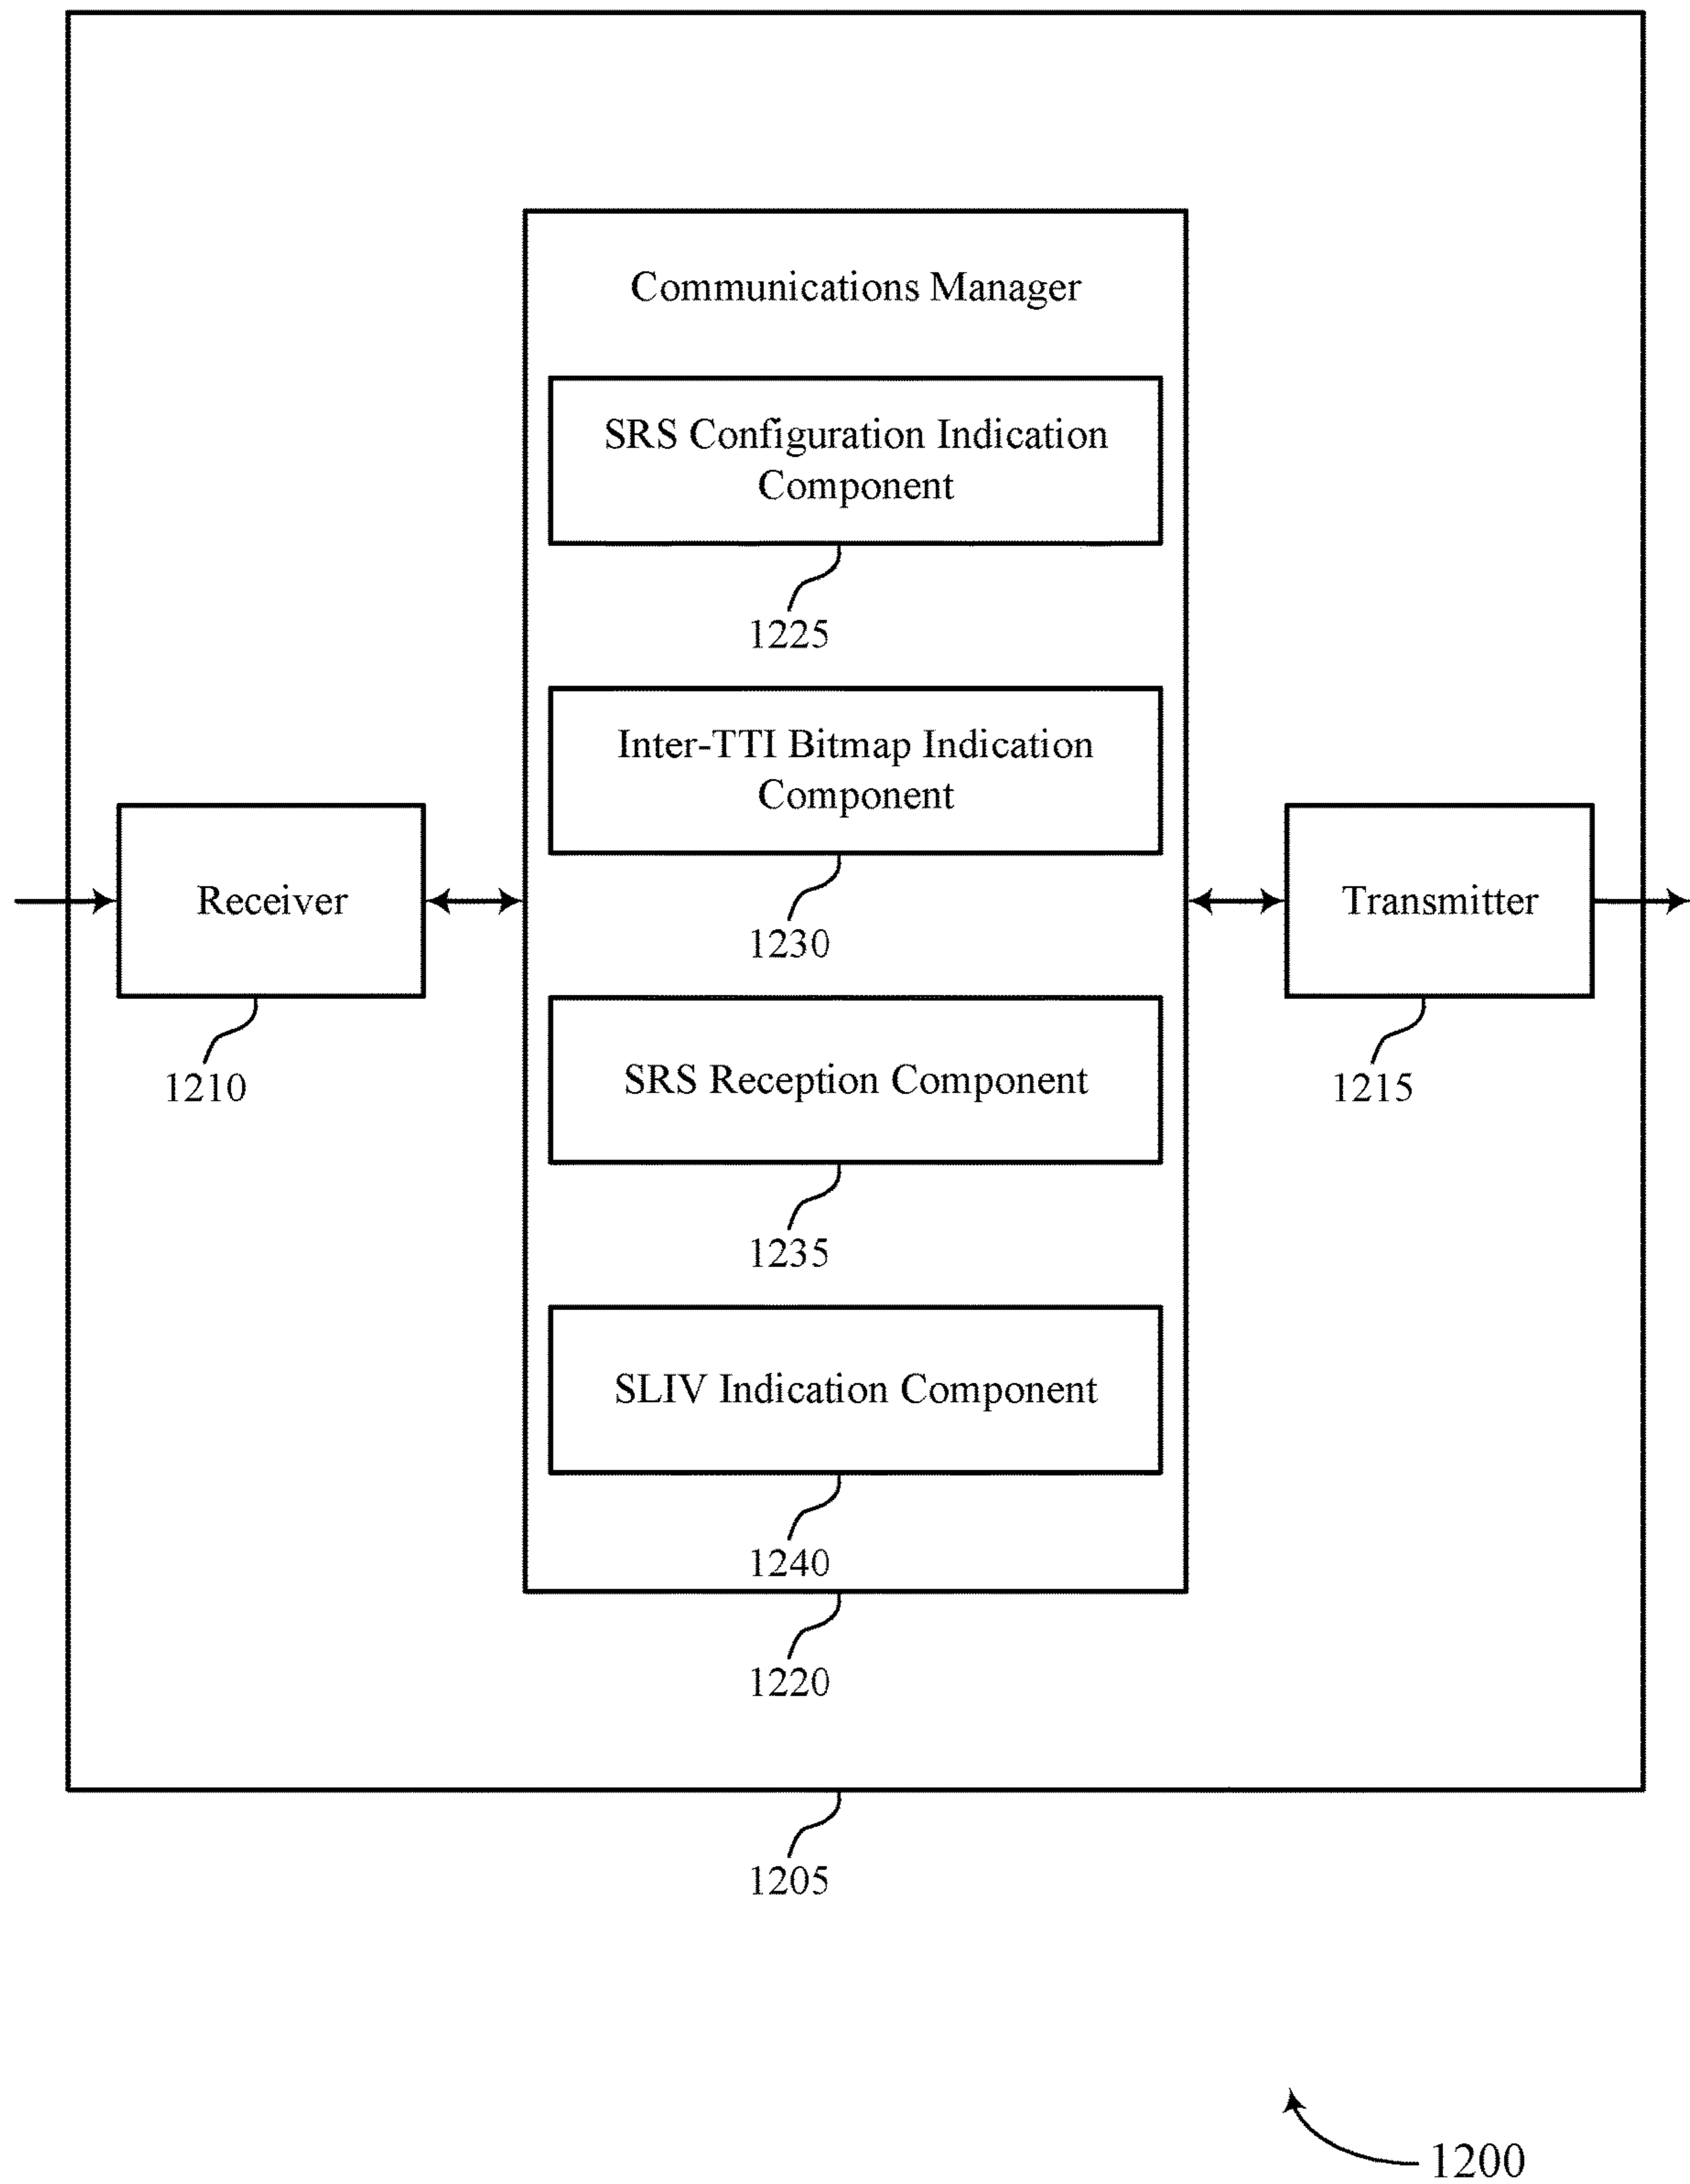 Communications Manager
SRS Configuration Indication
Component
1225
Inter-TTI Bitmap Indication
Component
1230
Receiver
1210
Transmitter
1215
SRS Reception Component
1235
SLIV Indication Component
1240
1220
1205
1200